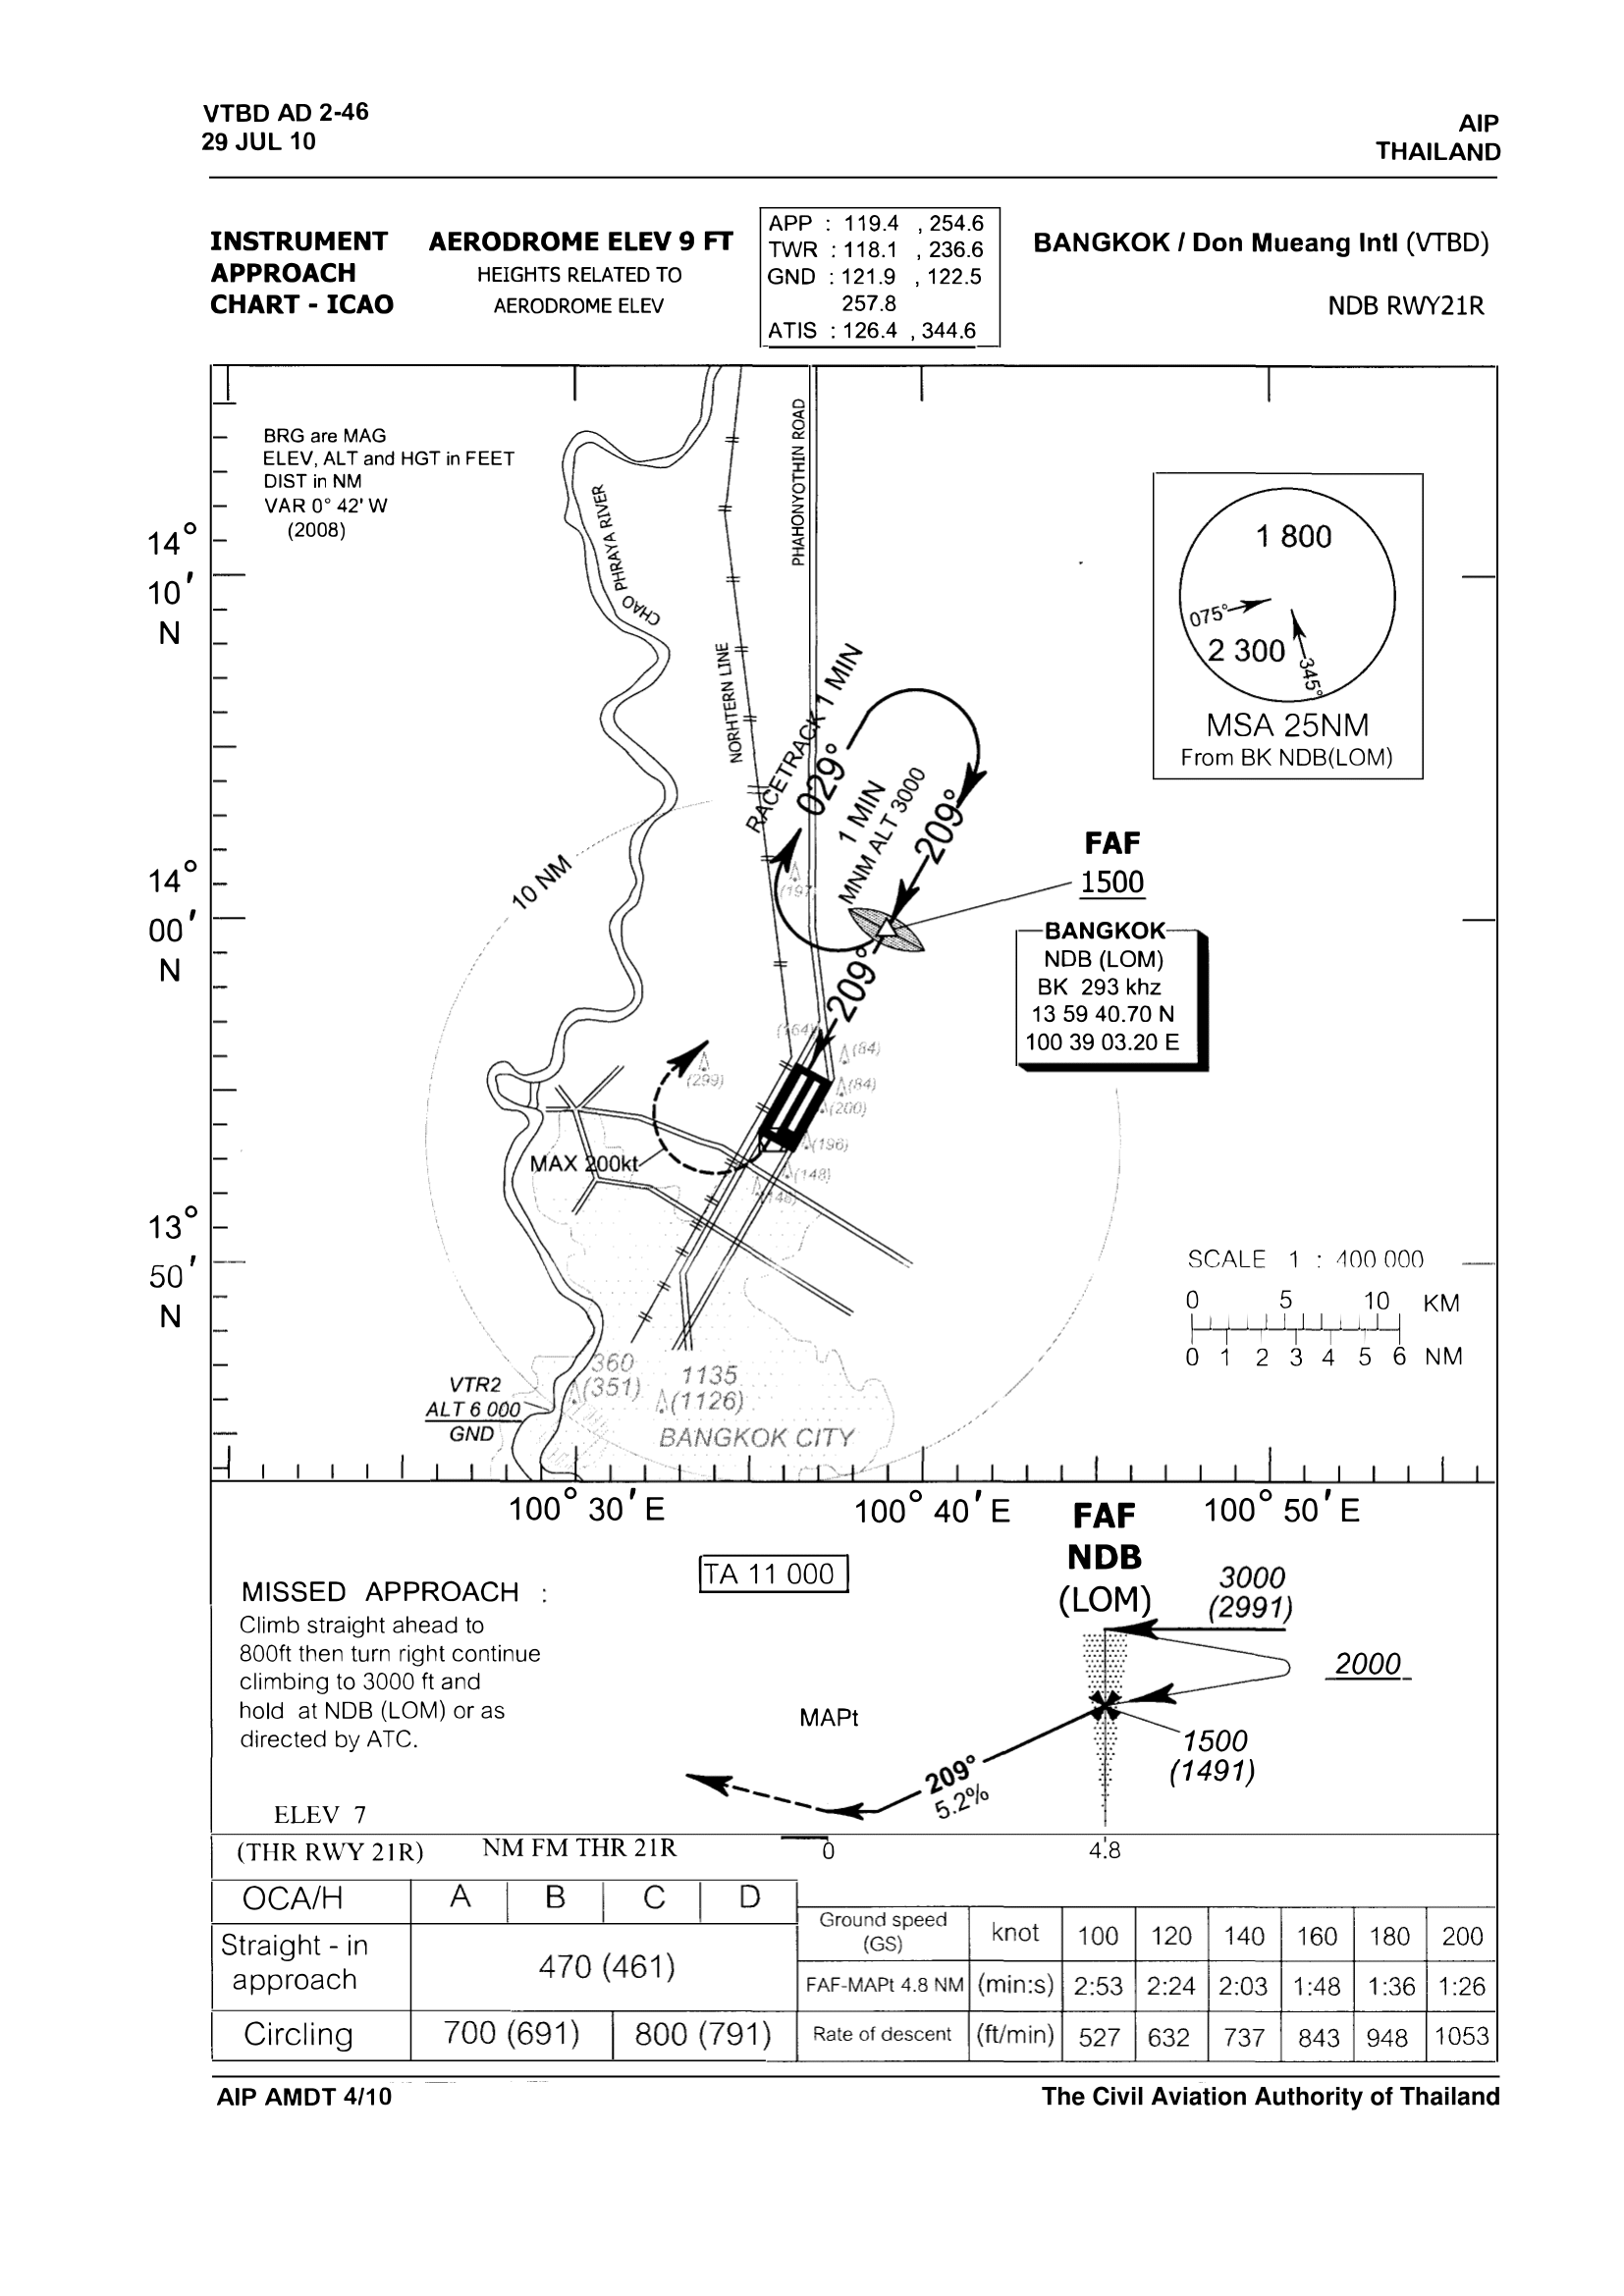 VTBD AD 2-46
29 JUL 10
AIP
THAILAND
INSTRUMENT
APPROACH
CHART - ICAO
AERODROME ELEV 9 FT
HEIGHTS RELATED TO
AERODROME ELEV
APP : 119.4 , 254.6
TWR : 118.1 , 236.6
GND : 121.9 , 122.5
257.8
ATIS : 126.4 , 344.6
BANGKOK / Don Mueang Intl (VTBD)
NDB RWY21R
BRG are MAG
ELEV, ALT and HGT in FEET
DIST in NM
VAR 0° 42' W
(2008)
CHAO PHRAYA RIVER
NORHTERN LINE
PHAHONYOTHIN ROAD
1 800
075°
2 300
345°
MSA 25NM
From BK NDB(LOM)
14°
10'
N
14°
00'
N
13°
50'
N
RACETRACK 1 MIN
029°
1 MIN
MNM ALT 3000
209°
FAF
1500
BANGKOK
NDB (LOM)
BK 293 khz
13 59 40.70 N
100 39 03.20 E
10 NM
(197)
209°
(164)
(84)
(299)
(84)
(200)
(196)
(148)
(146)
MAX 200kt
SCALE 1 : 400 000
0 5 10 KM
0 1 2 3 4 5 6 NM
360
(351)
1135
(1126)
BANGKOK CITY
VTR2
ALT 6 000
GND
100° 30' E
100° 40' E
100° 50' E
FAF
NDB
(LOM)
TA 11 000
3000
(2991)
2000
1500
(1491)
MISSED APPROACH :
Climb straight ahead to
800ft then turn right continue
climbing to 3000 ft and
hold at NDB (LOM) or as
directed by ATC.
MAPt
209°
5.2%
ELEV 7
(THR RWY 21R)
NM FM THR 21R
0
4.8
OCA/H A B C D
Straight - in
approach
470 (461)
Circling 700 (691) 800 (791)
Ground speed
(GS)
knot 100 120 140 160 180 200
FAF-MAPt 4.8 NM (min:s) 2:53 2:24 2:03 1:48 1:36 1:26
Rate of descent (ft/min) 527 632 737 843 948 1053
AIP AMDT 4/10
The Civil Aviation Authority of Thailand